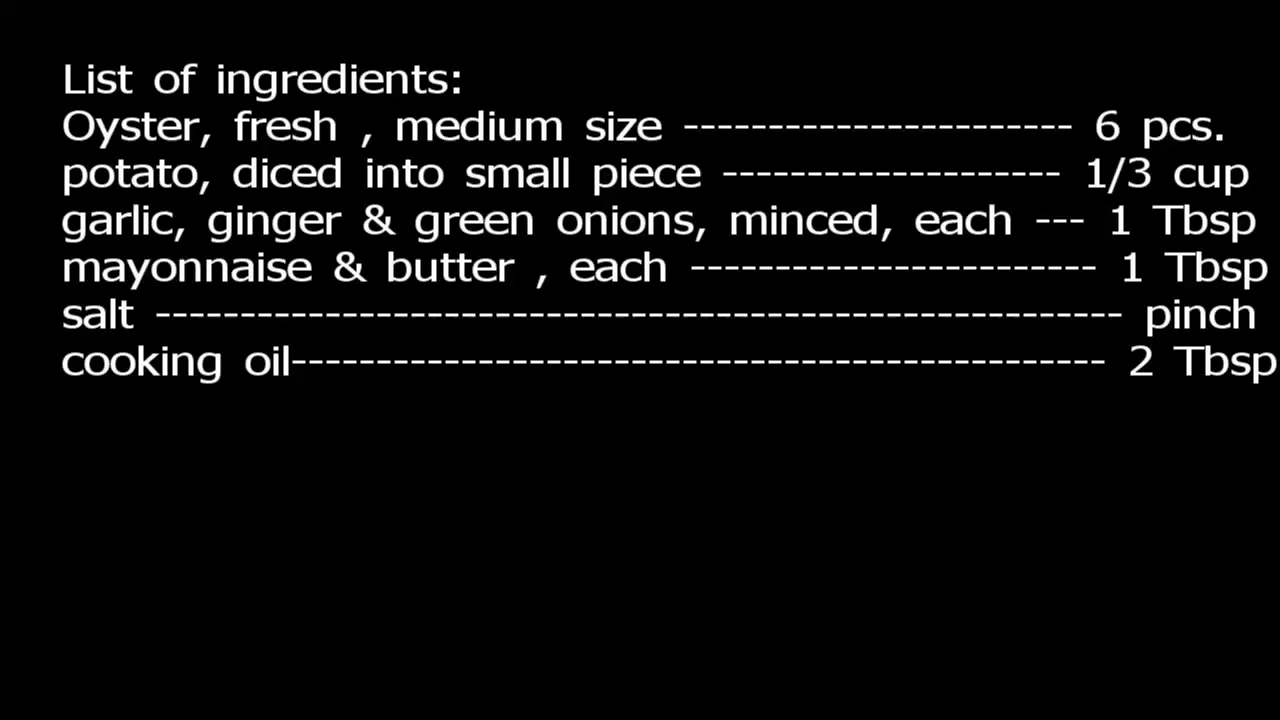 List of ingredients:
Oyster, fresh , medium size ----------------------- 6 pcs.
potato, diced into small piece -------------------- 1/3 cup
garlic, ginger & green onions, minced, each --- 1 Tbsp
mayonnaise & butter , each ------------------------ 1 Tbsp
salt --------------------------------------------------------- pinch
cooking oil------------------------------------------------ 2 Tbsp